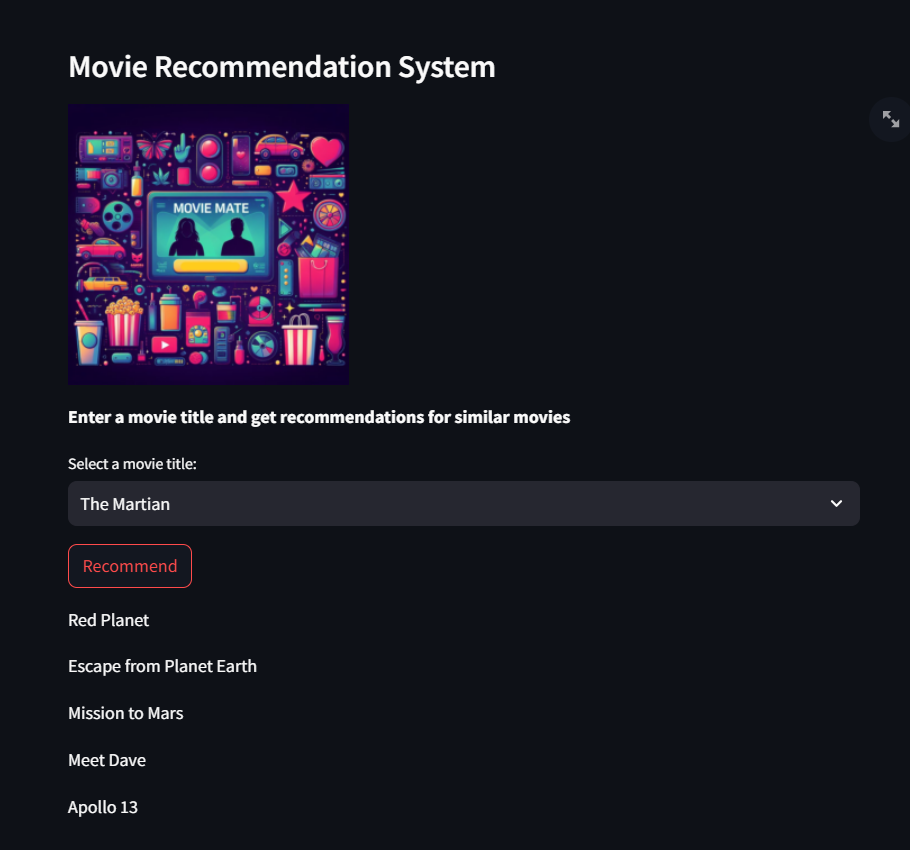 Movie Recommendation System
MOVIE MATE
Enter a movie title and get recommendations for similar movies
Select a movie title:
The Martian
Recommend
Red Planet
Escape from Planet Earth
Mission to Mars
Meet Dave
Apollo 13